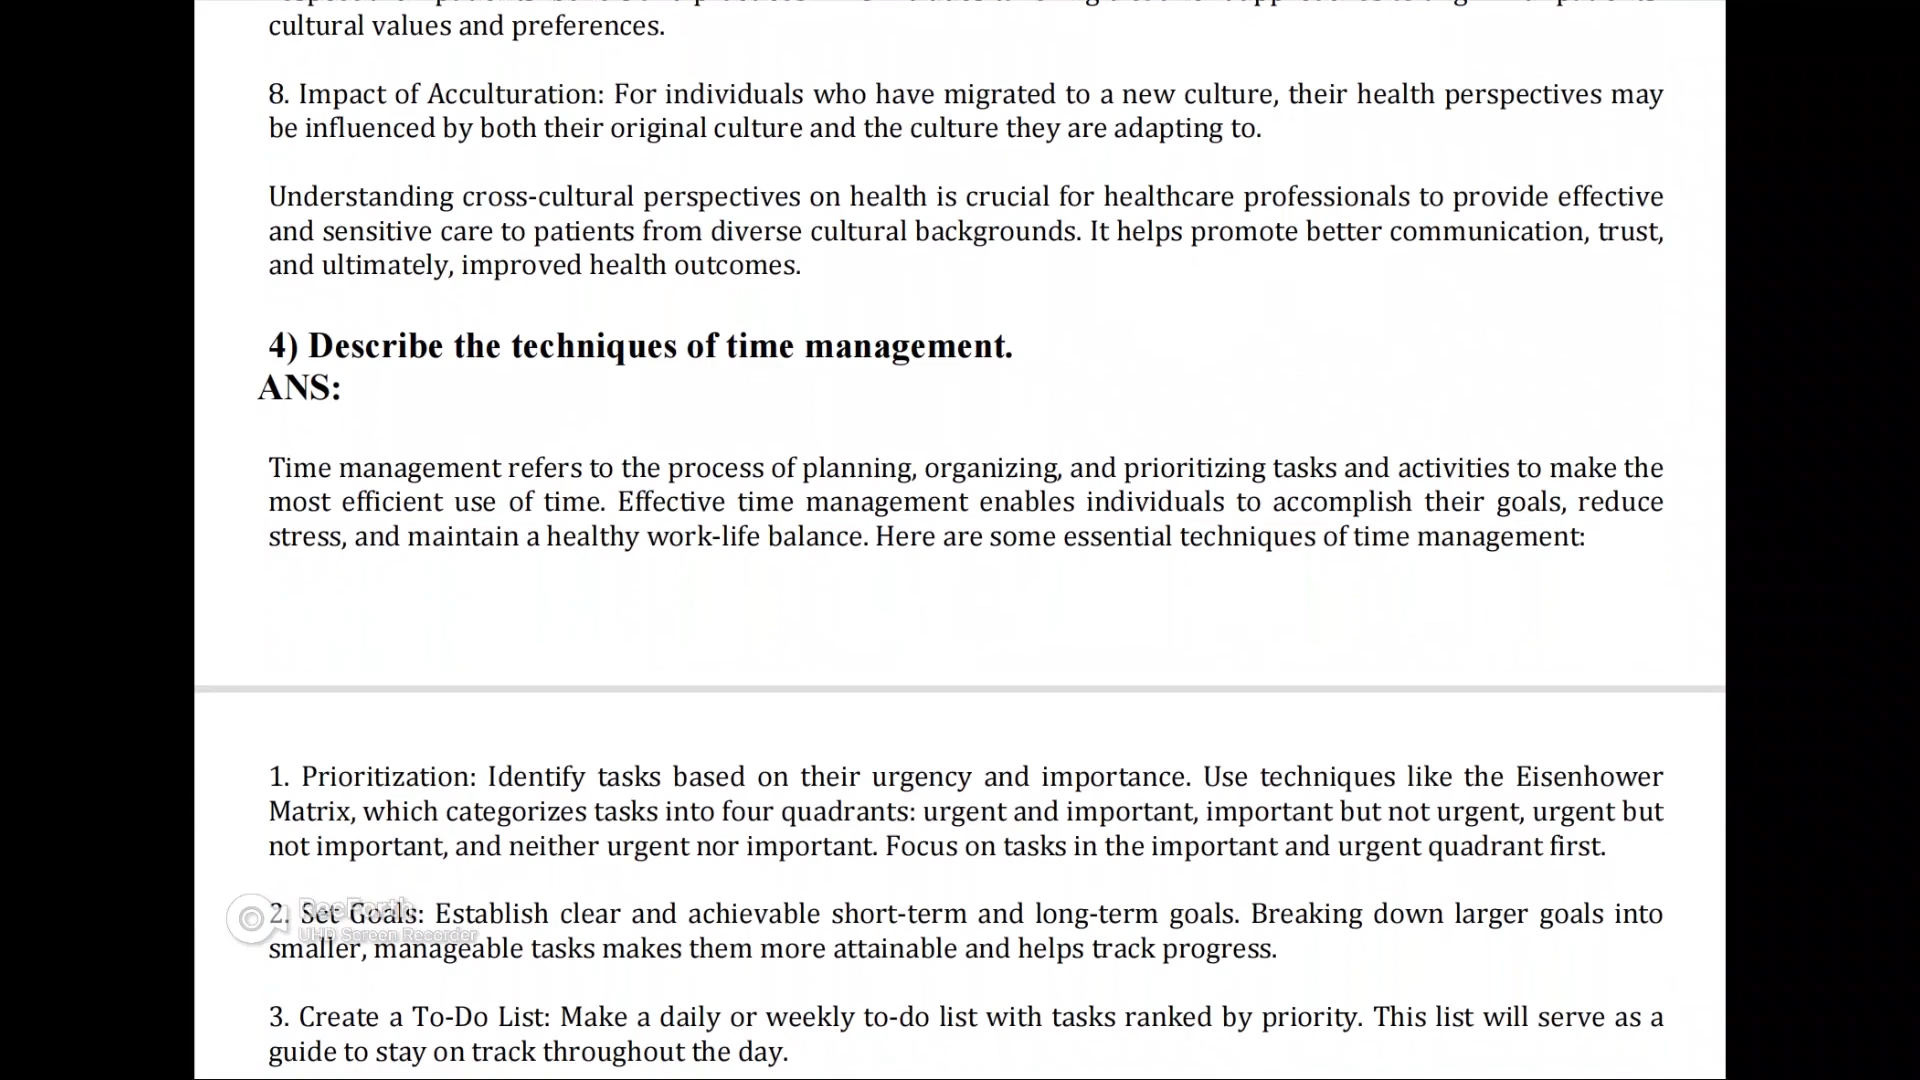 cultural values and preferences.
8. Impact of Acculturation: For individuals who have migrated to a new culture, their health perspectives may
be influenced by both their original culture and the culture they are adapting to.
Understanding cross-cultural perspectives on health is crucial for healthcare professionals to provide effective
and sensitive care to patients from diverse cultural backgrounds. It helps promote better communication, trust,
and ultimately, improved health outcomes.
4) Describe the techniques of time management.
ANS:
Time management refers to the process of planning, organizing, and prioritizing tasks and activities to make the
most efficient use of time. Effective time management enables individuals to accomplish their goals, reduce
stress, and maintain a healthy work-life balance. Here are some essential techniques of time management:
1. Prioritization: Identify tasks based on their urgency and importance. Use techniques like the Eisenhower
Matrix, which categorizes tasks into four quadrants: urgent and important, important but not urgent, urgent but
not important, and neither urgent nor important. Focus on tasks in the important and urgent quadrant first.
2. Set Goals: Establish clear and achievable short-term and long-term goals. Breaking down larger goals into
UHD Screen Recorder
smaller, manageable tasks makes them more attainable and helps track progress.
3. Create a To-Do List: Make a daily or weekly to-do list with tasks ranked by priority. This list will serve as a
guide to stay on track throughout the day.